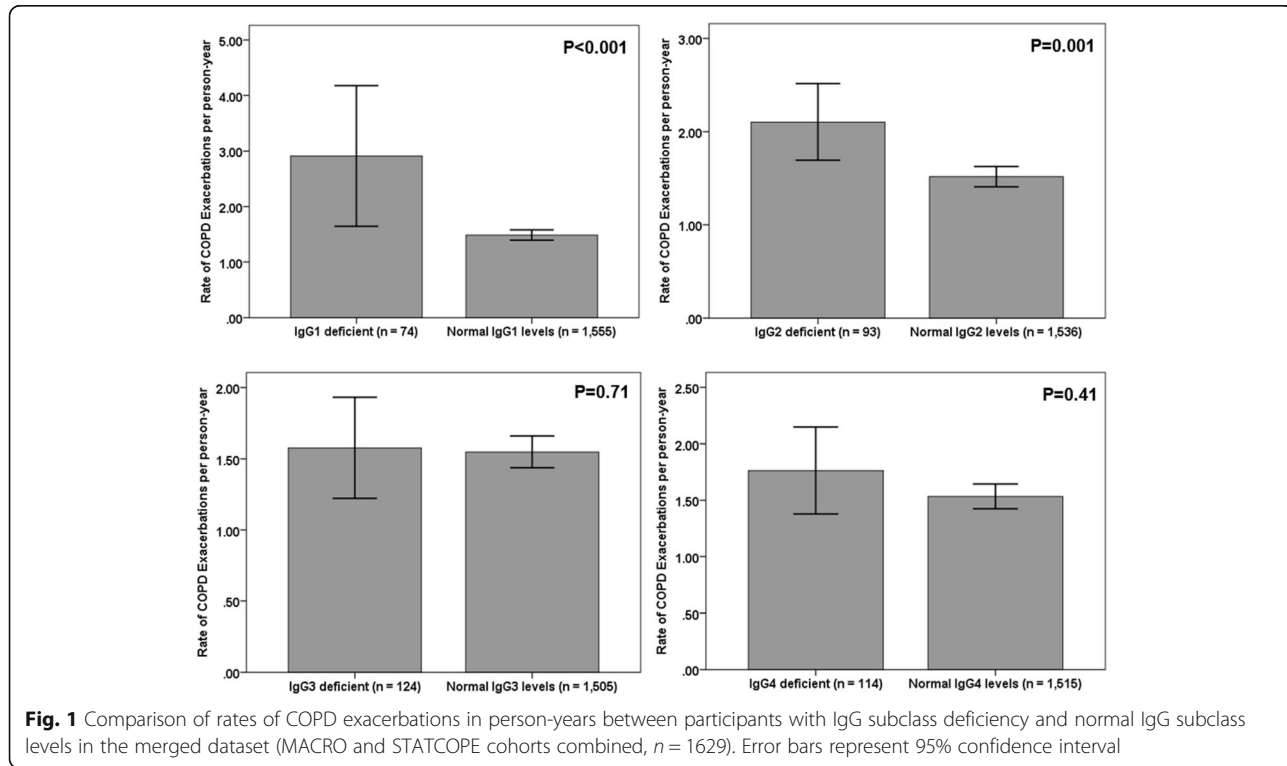 Rate of COPD Exacerbations per person-year
5.00
4.00
3.00
2.00
1.00
.00
P<0.001
IgG1 deficient (n = 74)
Normal IgG1 levels (n = 1,555)
Rate of COPD Exacerbations per person-year
3.00
2.00
1.00
.00
P=0.001
IgG2 deficient (n = 93)
Normal IgG2 levels (n = 1,536)
Rate of COPD Exacerbations per person-year
2.00
1.50
1.00
.50
.00
P=0.71
IgG3 deficient (n = 124)
Normal IgG3 levels (n = 1,505)
Rate of COPD Exacerbations per person-year
2.50
2.00
1.50
1.00
.50
.00
P=0.41
IgG4 deficient (n = 114)
Normal IgG4 levels (n = 1,515)
Fig. 1 Comparison of rates of COPD exacerbations in person-years between participants with IgG subclass deficiency and normal IgG subclass
levels in the merged dataset (MACRO and STATCOPE cohorts combined, n = 1629). Error bars represent 95% confidence interval